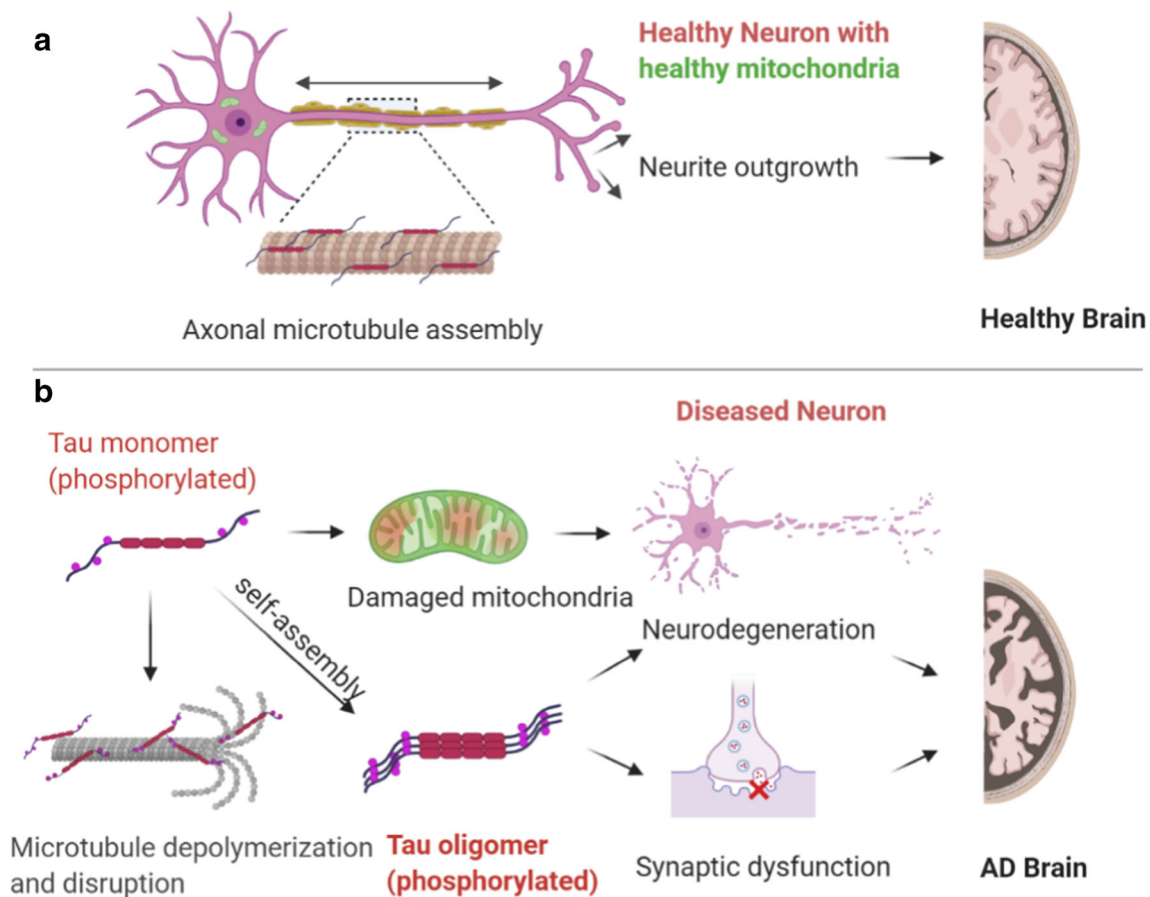 a
Healthy Neuron with
healthy mitochondria
Neurite outgrowth
Axonal microtubule assembly
Healthy Brain
b
Diseased Neuron
Tau monomer
(phosphorylated)
Damaged mitochondria
self-assembly
Neurodegeneration
Microtubule depolymerization
and disruption
Tau oligomer
(phosphorylated)
Synaptic dysfunction
AD Brain